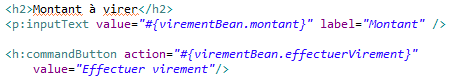 <h2>Montant à virer</h2>
<p:inputText value="#{virementBean.montant}" label="Montant" />
<h:commandButton action="#{virementBean.effectuerVirement}"
value="Effectuer virement"/>